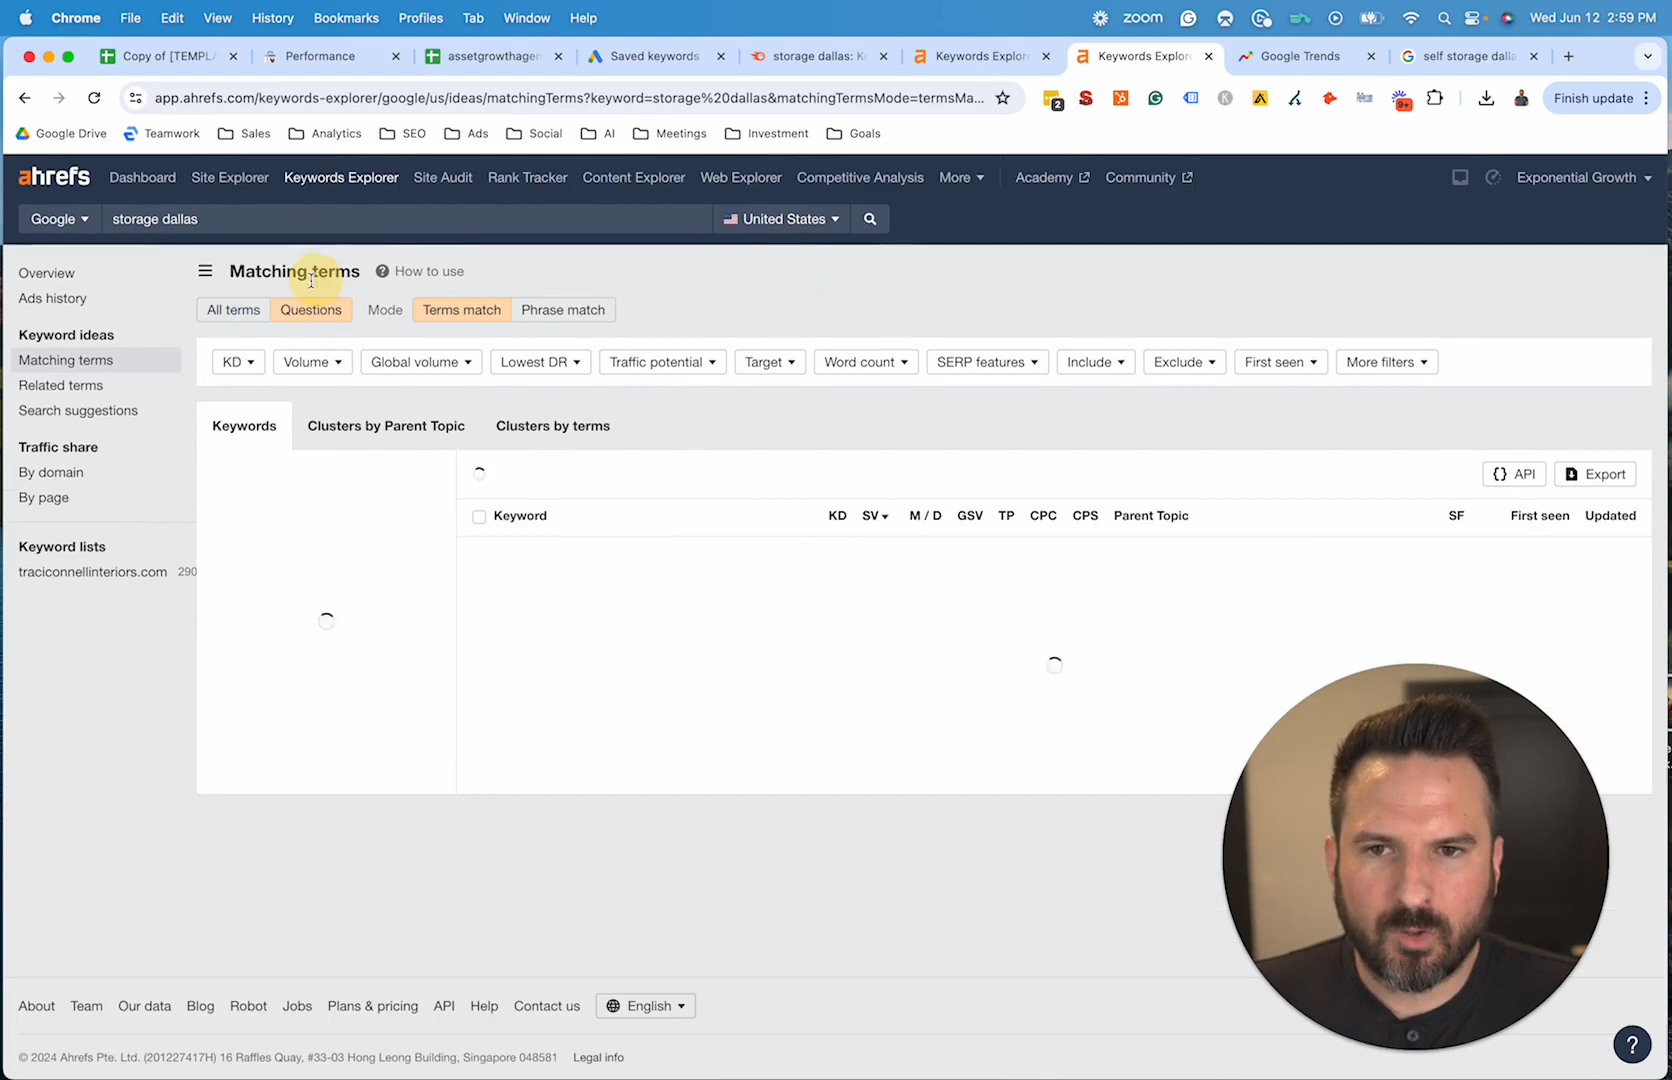 Chrome File Edit View History Bookmarks Profiles Tab Window Help zoom Wed Jun 12 2:59 PM
Copy of [TEMPL Performance assetgrowthagen Saved keywords storage dallas: Ke Keywords Explor Keywords Explor Google Trends self storage dalla
app.ahrefs.com/keywords-explorer/google/us/ideas/matchingTerms?keyword=storage%20dallas&matchingTermsMode=termsMa... 2 9+ Finish update
Google Drive Teamwork Sales Analytics SEO Ads Social AI Meetings Investment Goals
ahrefs Dashboard Site Explorer Keywords Explorer Site Audit Rank Tracker Content Explorer Web Explorer Competitive Analysis More Academy Community Exponential Growth
Google storage dallas United States
Overview
Ads history
Keyword ideas
Matching terms
Related terms
Search suggestions
Traffic share
By domain
By page
Keyword lists
traciconnellinteriors.com 290
Matching terms ? How to use
All terms Questions Mode Terms match Phrase match
KD Volume Global volume Lowest DR Traffic potential Target Word count SERP features Include Exclude First seen More filters
Keywords Clusters by Parent Topic Clusters by terms
{} API Export
Keyword KD SV M / D GSV TP CPC CPS Parent Topic SF First seen Updated
About Team Our data Blog Robot Jobs Plans & pricing API Help Contact us English
© 2024 Ahrefs Pte. Ltd. (201227417H) 16 Raffles Quay, #33-03 Hong Leong Building, Singapore 048581 Legal info
?